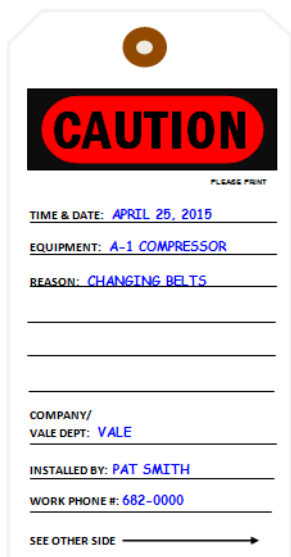 CAUTION
PLEASE PRINT
TIME & DATE: APRIL 25, 2015
EQUIPMENT: A-1 COMPRESSOR
REASON: CHANGING BELTS
COMPANY/
VALE DEPT: VALE
INSTALLED BY: PAT SMITH
WORK PHONE #: 682-0000
SEE OTHER SIDE